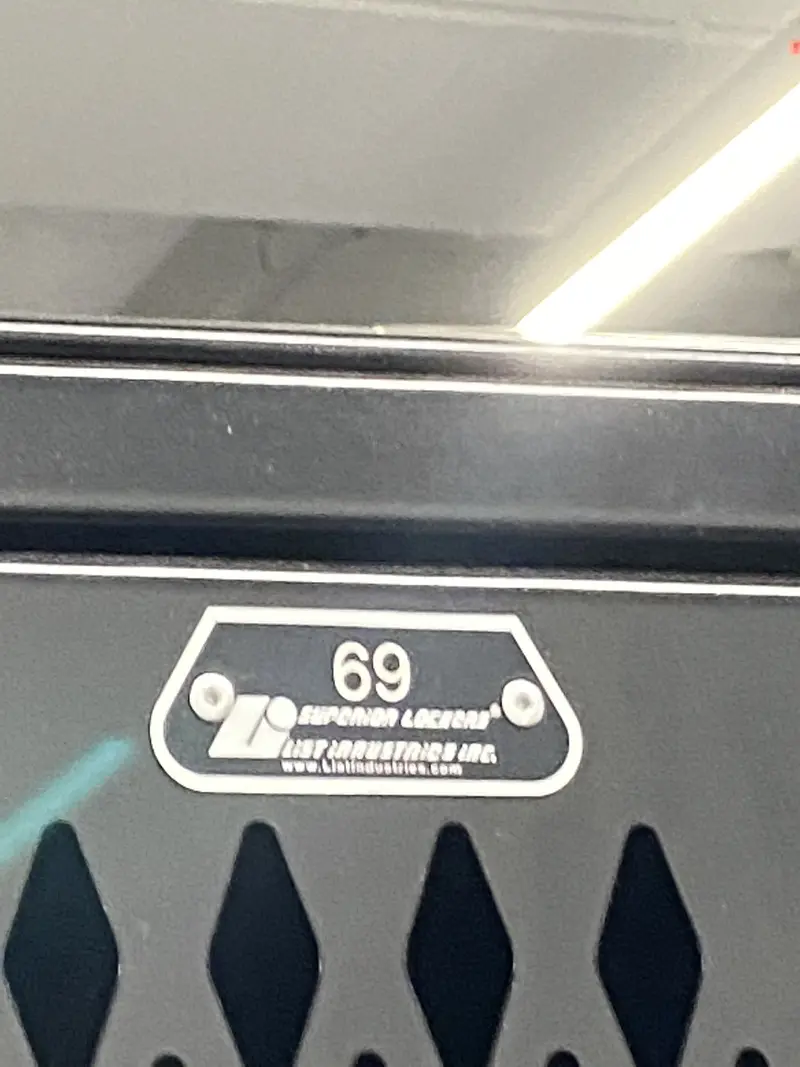 69
SUPERIOR LOCKERS®
LIST INDUSTRIES INC.
www.Listindustries.com